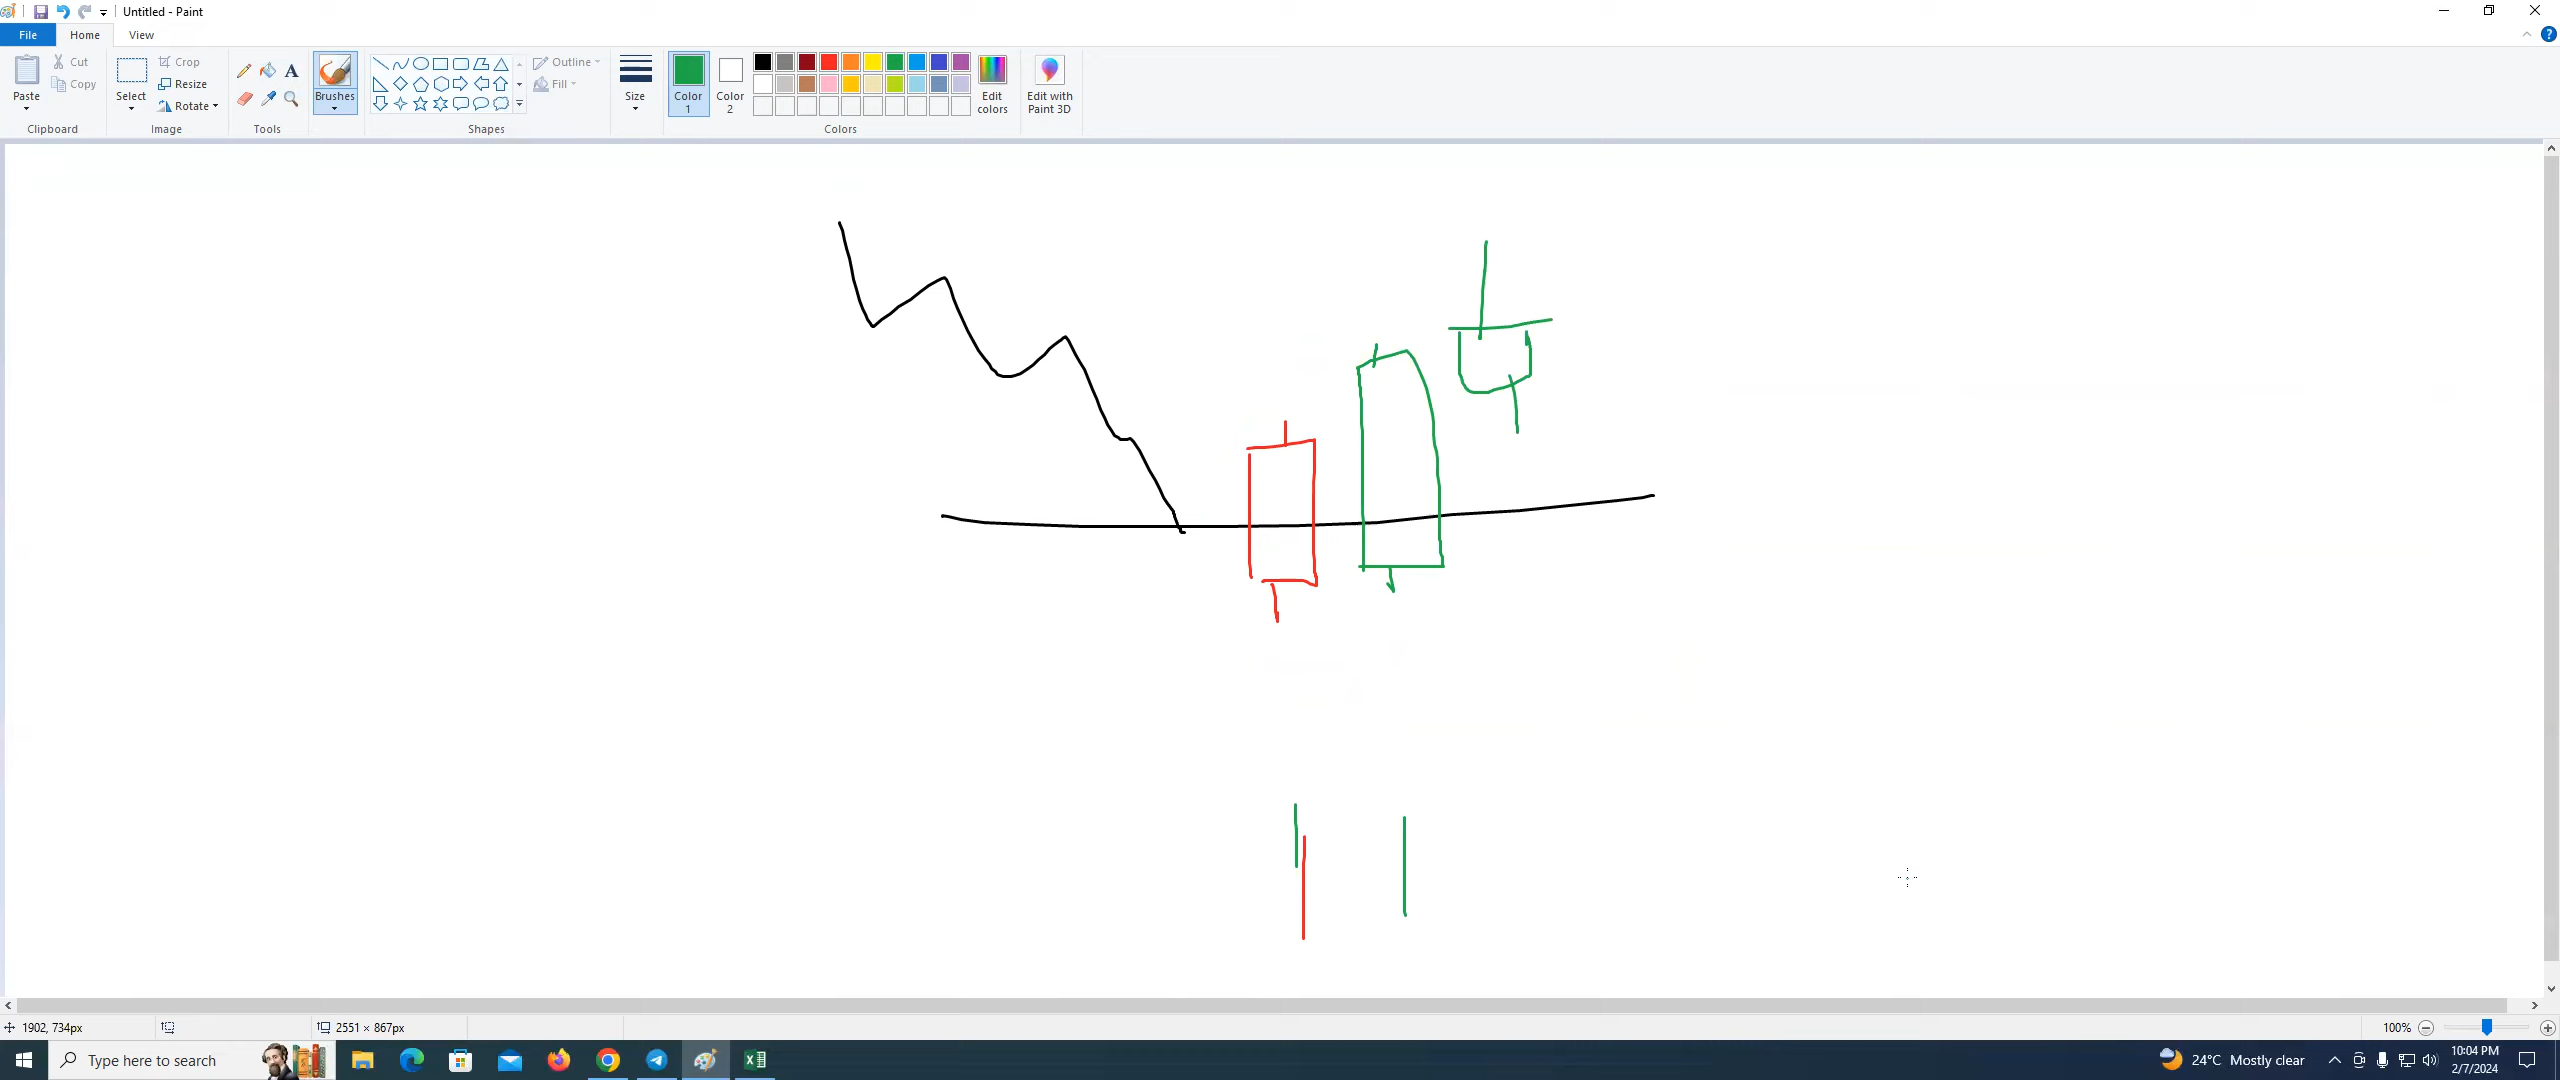 Untitled - Paint
File Home View
Paste
Cut
Copy
Clipboard
Select
Crop
Resize
Rotate
Image
Tools
Brushes
Shapes
Outline
Fill
Size
Color 1
Color 2
Edit colors
Colors
Edit with Paint 3D
1902, 734px
2551 × 867px
100%
Type here to search
24°C Mostly clear
10:04 PM
2/7/2024